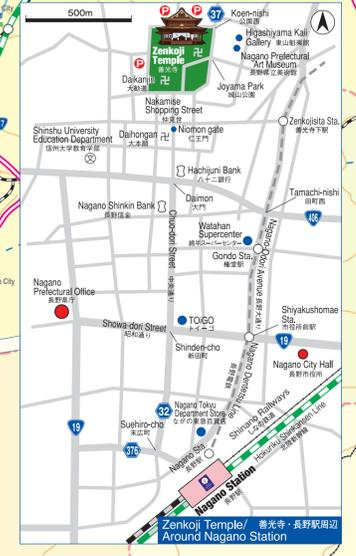 500m
P
P
37
Koen-nishi
公園西
Higashiyama Kaii
Gallery 東山魁夷館
Nagano Prefectural
Art Museum
長野県立美術館
Zenkoji
Temple
善光寺
P
Daikanjin
大勧進
Joyama Park
城山公園
Nakamise
Shopping Street
仲見世
Zenkojishita Sta.
善光寺下駅
Shinshu University
Education Department
信州大学教育学部
文
Daihongan
大本願
Niomon gate
仁王門
Hachijuni Bank
八十二銀行
Tamachi-nishi
田町西
Daimon
大門
Nagano Shinkin Bank
長野信金
406
Chuo-dori Street 中央通り
Watahan
Supercenter
綿半スーパーセンター
Gondo Sta.
権堂駅
Nagano-Odori Avenue 長野大通り
Nagano
Prefectural Office
長野県庁
Shiyakushomae
Sta.
市役所前駅
TOiGO
トイーゴ
19
Showa-dori Street
昭和通り
Shinden-cho
新田町
Nagano City Hall
長野市役所
Nagano Dentetsu Line
長野電鉄
32
Nagano Tokyu
Department Store
ながの東急百貨店
Shinano Railways
しなの鉄道
Hokuriku Shinkansen Line
北陸新幹線
19
Suehiro-cho
末広町
376
Nagano Sta.
長野駅
Nagano Station
長野駅
Zenkoji Temple/ 善光寺・長野駅周辺
Around Nagano Station